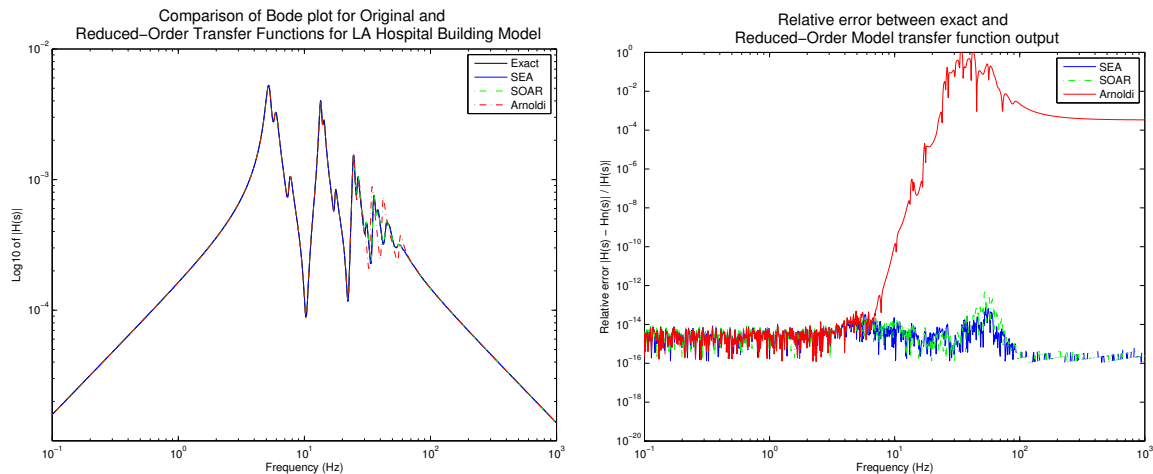 Comparison of Bode plot for Original and
Reduced−Order Transfer Functions for LA Hospital Building Model
10^−2
10^−3
10^−4
Log10 of |H(s)|
Exact
SEA
SOAR
Arnoldi
10^−1
10^0
10^1
10^2
10^3
Frequency (Hz)
Relative error between exact and
Reduced−Order Model transfer function output
10^0
10^−2
10^−4
10^−6
10^−8
10^−10
10^−12
10^−14
10^−16
10^−18
10^−20
Relative error |H(s) − Hn(s)| / |H(s)|
SEA
SOAR
Arnoldi
10^−1
10^0
10^1
10^2
10^3
Frequency (Hz)